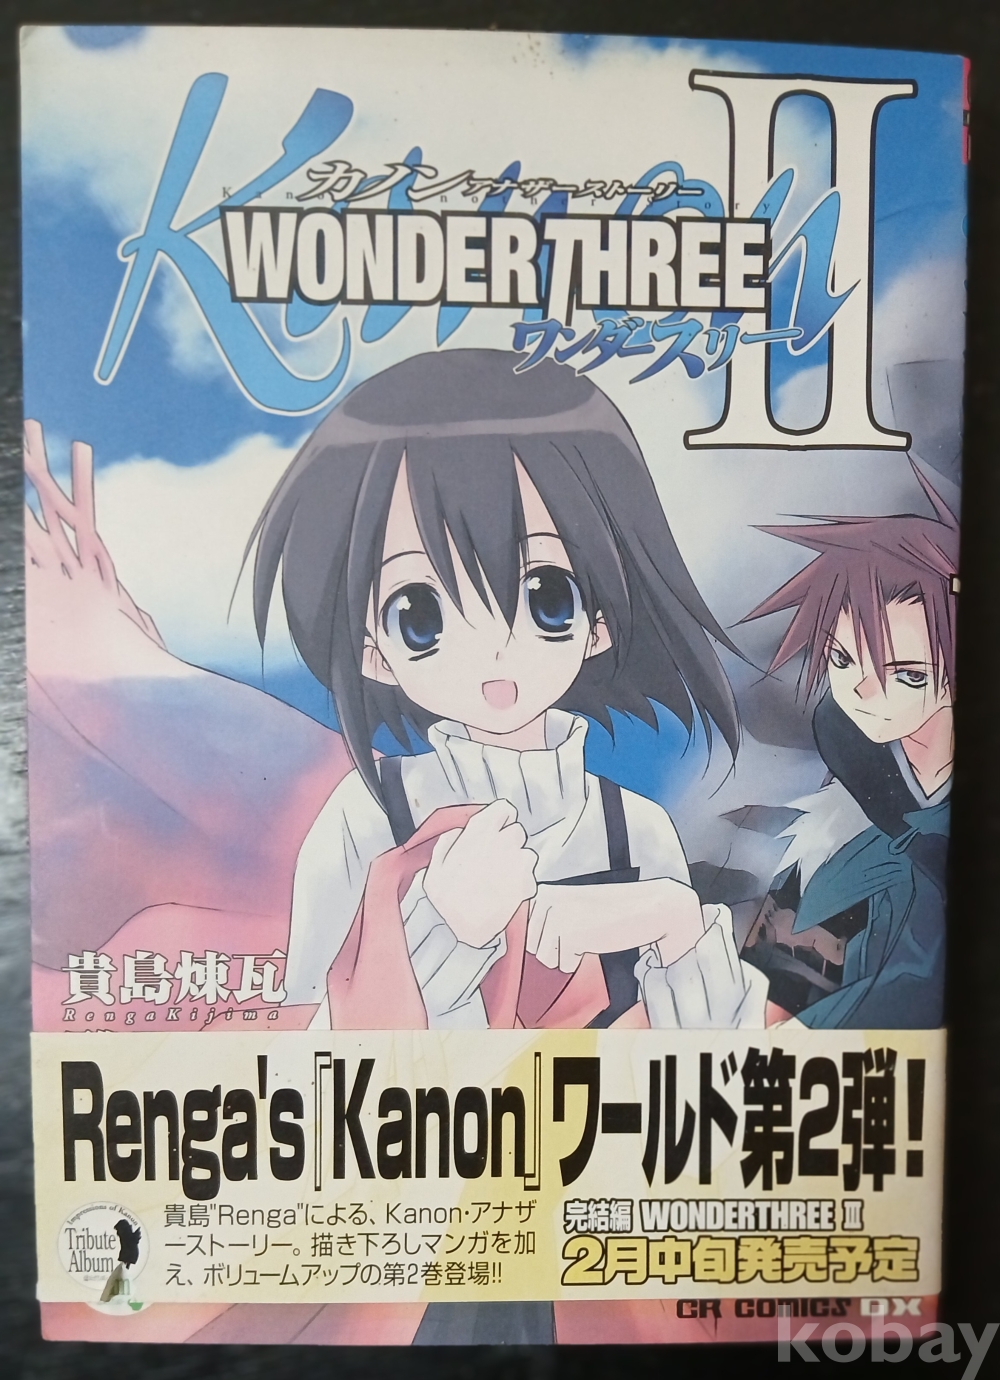 Kanon
II
カノン アナザーストーリー
Kanon another story
WONDERTHREE
ワンダースリー
貴島煉瓦
RengaKijima
Renga's『Kanon』ワールド第2弾!
Impressions of Kanon
Tribute
Album
貴島"Renga"による、Kanon・アナザ
ーストーリー。描き下ろしマンガを加
え、ボリュームアップの第2巻登場!!
完結編 WONDERTHREE III
2月中旬発売予定
CR COMICS DX
kobay